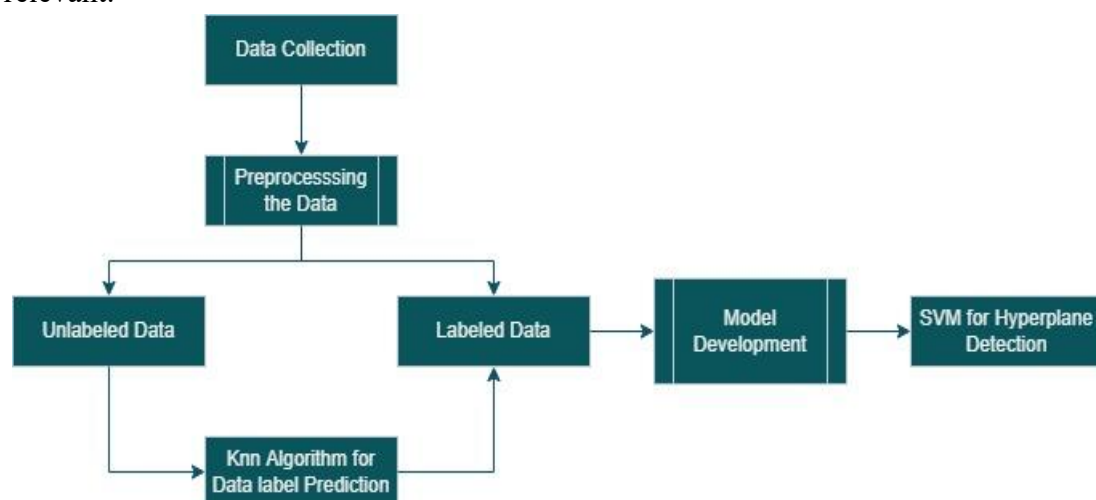 relevant.
Data Collection
Preprocesssing
the Data
Unlabeled Data
Labeled Data
Model
Development
SVM for Hyperplane
Detection
Knn Algorithm for
Data label Prediction